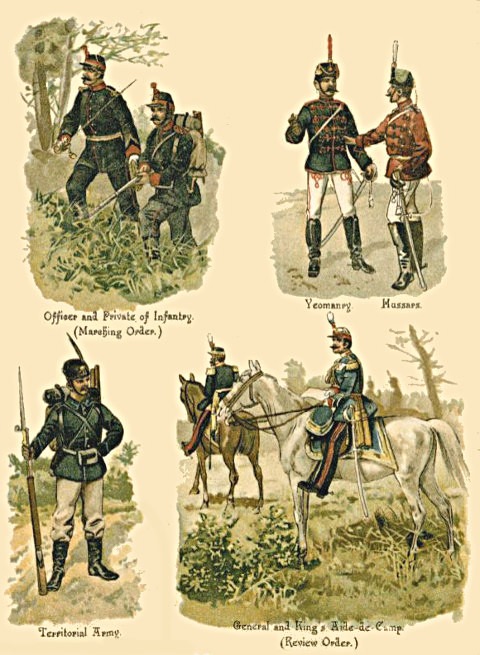 Officer and Private of Infantry.
(Marching Order.)
Yeomanry. Hussars.
Territorial Army.
General and King's Aide-de-Camp.
(Review Order.)